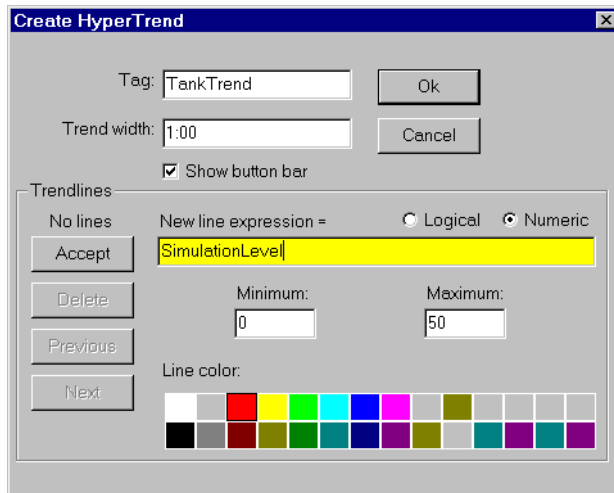 Create HyperTrend
Tag: TankTrend Ok
Trend width: 1:00 Cancel
Show button bar
Trendlines
No lines New line expression = Logical Numeric
Accept SimulationLevel
Delete Minimum: Maximum:
0 50
Previous
Line color:
Next